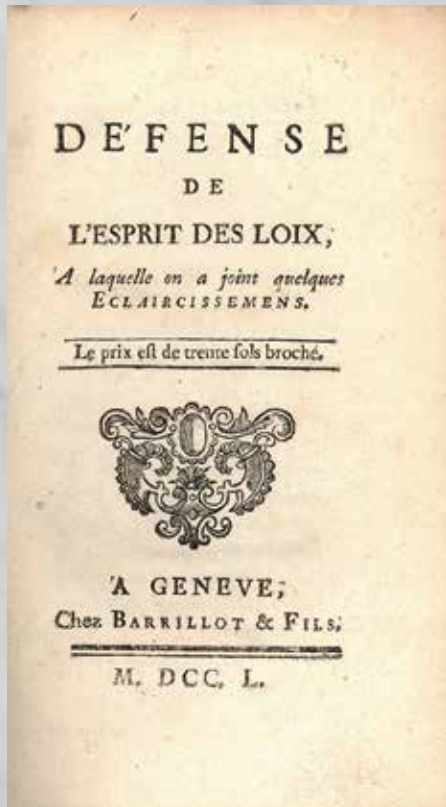 DE'FENSE
DE
L'ESPRIT DES LOIX,
'A laquelle on a joint quelques
ECLAIRCISSEMENS.
Le prix eſt de trente ſols broché.
'A GENEVE,
Chez BARRILLOT & FILS.
M. DCC. L.